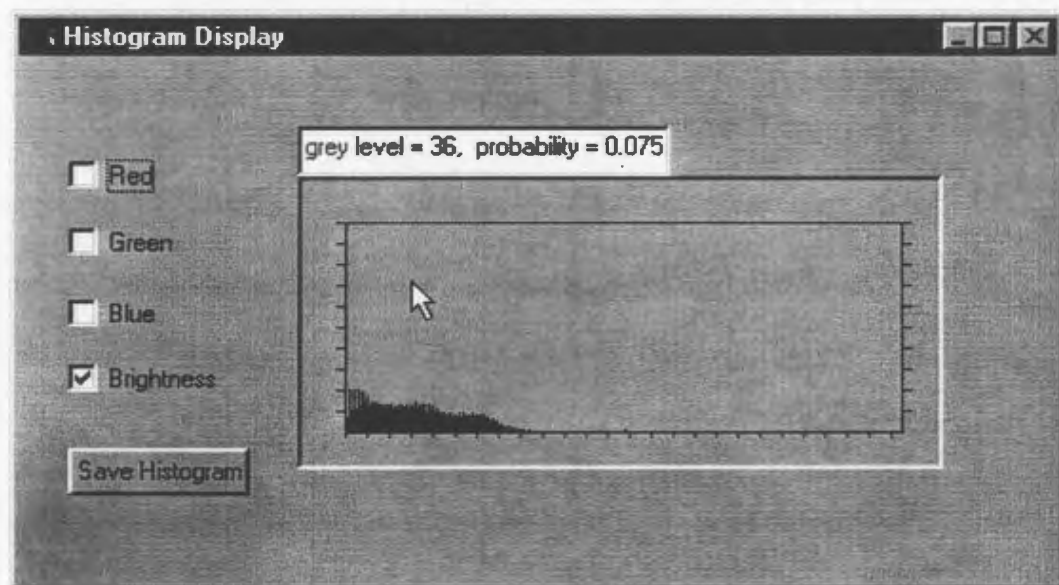 Histogram Display
grey level = 36, probability = 0.075
Red
Green
Blue
Brightness
Save Histogram